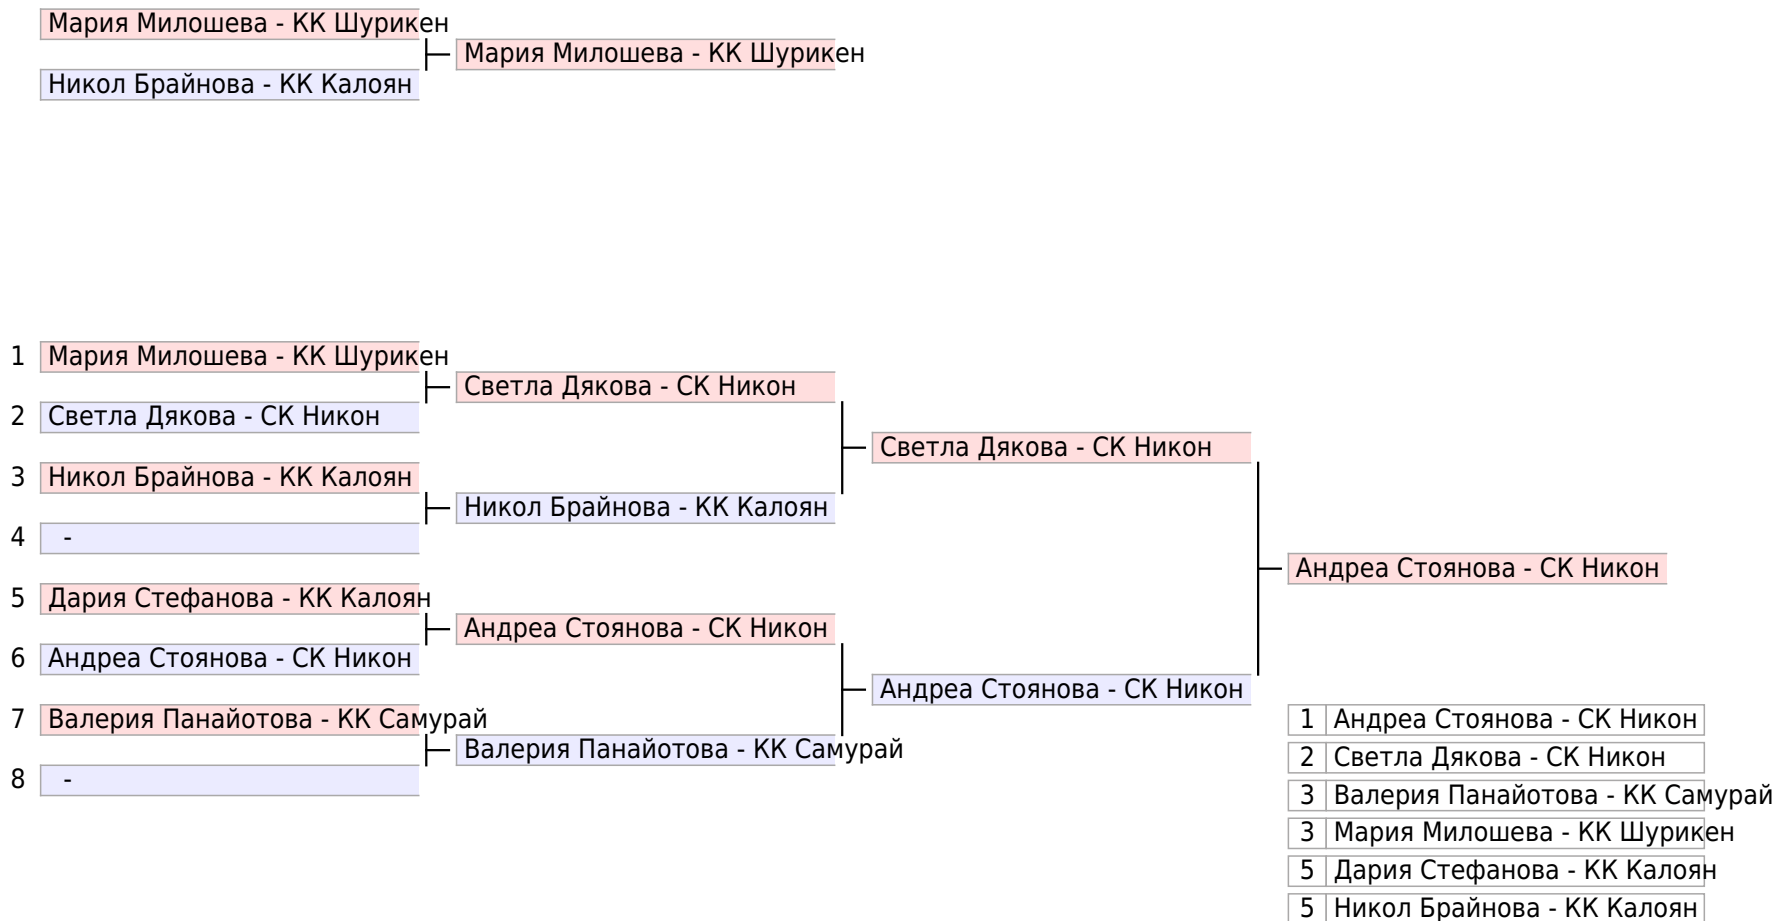 Мария Милошева - КК Шурикен
Мария Милошева - КК Шурикен
Никол Брайнова - КК Калоян
1 Мария Милошева - КК Шурикен
Светла Дякова - СК Никон
2 Светла Дякова - СК Никон
Светла Дякова - СК Никон
3 Никол Брайнова - КК Калоян
Никол Брайнова - КК Калоян
4 -
Андреа Стоянова - СК Никон
5 Дария Стефанова - КК Калоян
Андреа Стоянова - СК Никон
6 Андреа Стоянова - СК Никон
Андреа Стоянова - СК Никон
7 Валерия Панайотова - КК Самурай
Валерия Панайотова - КК Самурай
8 -
1 Андреа Стоянова - СК Никон
2 Светла Дякова - СК Никон
3 Валерия Панайотова - КК Самурай
3 Мария Милошева - КК Шурикен
5 Дария Стефанова - КК Калоян
5 Никол Брайнова - КК Калоян